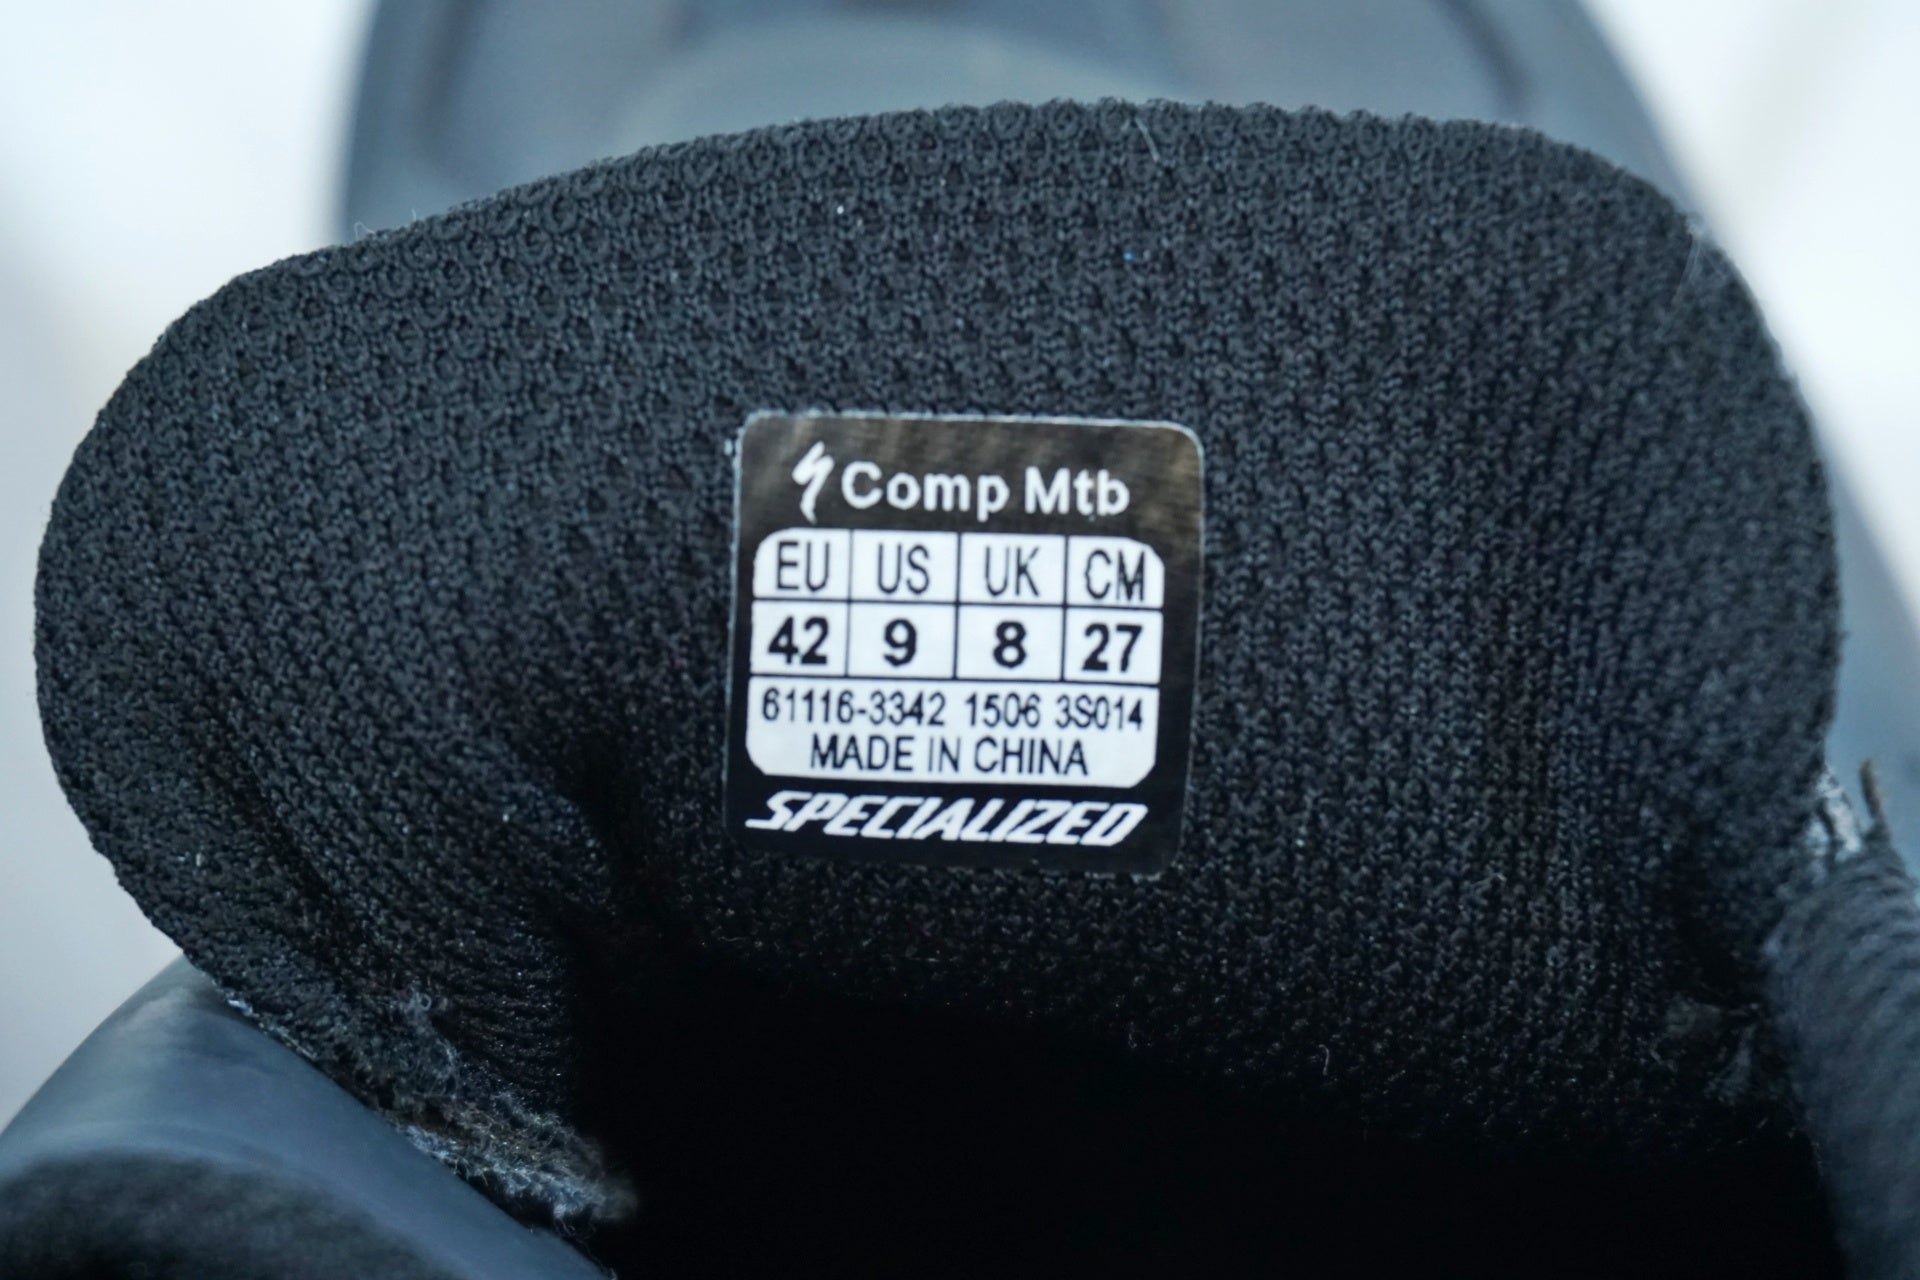 Comp Mtb
EU US UK CM
42 9 8 27
61116-3342 1506 3S014
MADE IN CHINA
SPECIALIZED